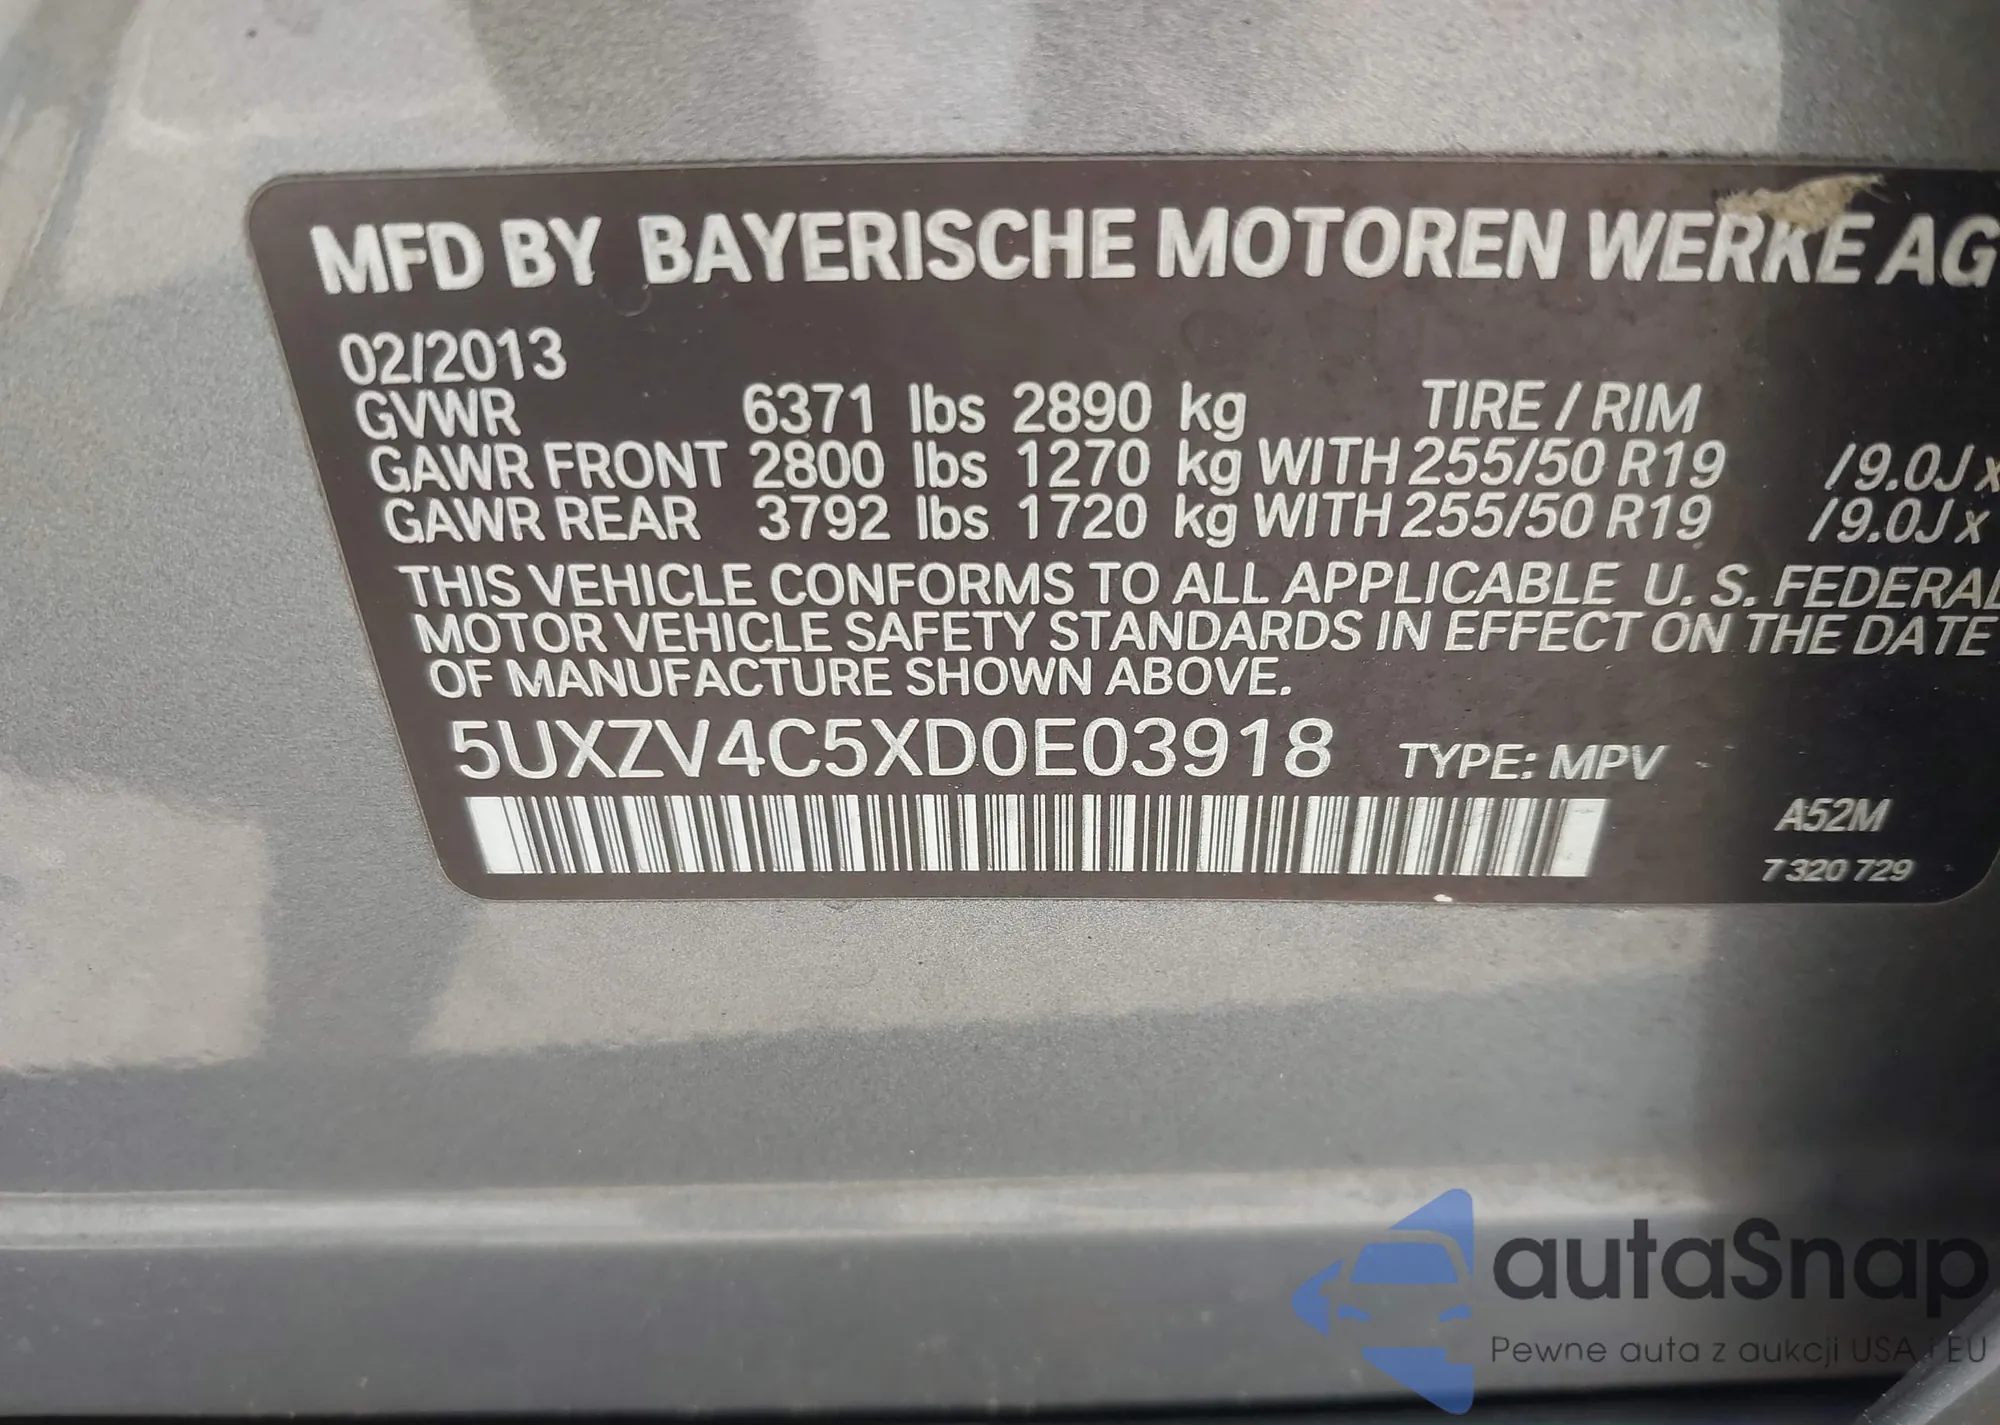 MFD BY BAYERISCHE MOTOREN WERKE AG
02/2013
GVWR 6371 lbs 2890 kg TIRE / RIM
GAWR FRONT 2800 lbs 1270 kg WITH 255/50 R19 /9.0J x
GAWR REAR 3792 lbs 1720 kg WITH 255/50 R19 /9.0J x
THIS VEHICLE CONFORMS TO ALL APPLICABLE U. S. FEDERAL
MOTOR VEHICLE SAFETY STANDARDS IN EFFECT ON THE DATE
OF MANUFACTURE SHOWN ABOVE.
5UXZV4C5XD0E03918 TYPE: MPV
A52M
7 320 729
autaSnap
Pewne auta z aukcji USA i EU